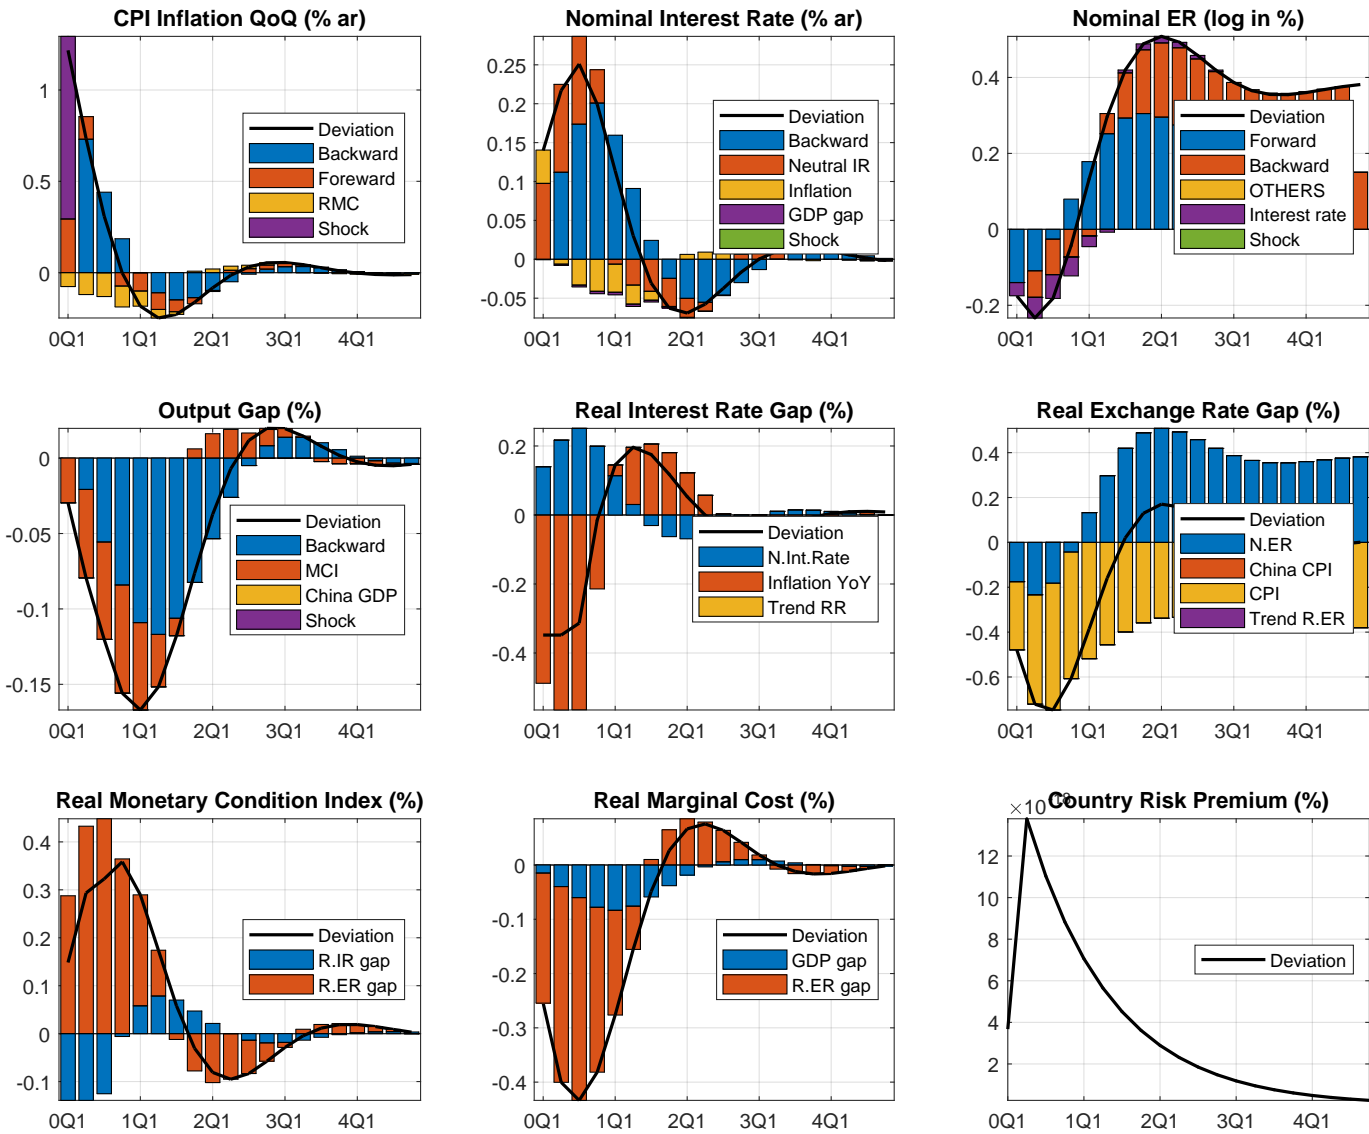 CPI Inflation QoQ (% ar)
1
0.5
0
0Q1 1Q1 2Q1 3Q1 4Q1
Deviation
Backward
Foreward
RMC
Shock
Nominal Interest Rate (% ar)
0.25
0.2
0.15
0.1
0.05
0
-0.05
0Q1 1Q1 2Q1 3Q1 4Q1
Deviation
Backward
Neutral IR
Inflation
GDP gap
Shock
Nominal ER (log in %)
0.4
0.2
0
-0.2
0Q1 1Q1 2Q1 3Q1 4Q1
Deviation
Forward
Backward
OTHERS
Interest rate
Shock
Output Gap (%)
0
-0.05
-0.1
-0.15
0Q1 1Q1 2Q1 3Q1 4Q1
Deviation
Backward
MCI
China GDP
Shock
Real Interest Rate Gap (%)
0.2
0
-0.2
-0.4
0Q1 1Q1 2Q1 3Q1 4Q1
Deviation
N.Int.Rate
Inflation YoY
Trend RR
Real Exchange Rate Gap (%)
0.4
0.2
0
-0.2
-0.4
-0.6
0Q1 1Q1 2Q1 3Q1 4Q1
Deviation
N.ER
China CPI
CPI
Trend R.ER
Real Monetary Condition Index (%)
0.4
0.3
0.2
0.1
0
-0.1
0Q1 1Q1 2Q1 3Q1 4Q1
Deviation
R.IR gap
R.ER gap
Real Marginal Cost (%)
0
-0.1
-0.2
-0.3
-0.4
0Q1 1Q1 2Q1 3Q1 4Q1
Deviation
GDP gap
R.ER gap
Country Risk Premium (%)
×10
12
10
8
6
4
2
0Q1 1Q1 2Q1 3Q1 4Q1
Deviation